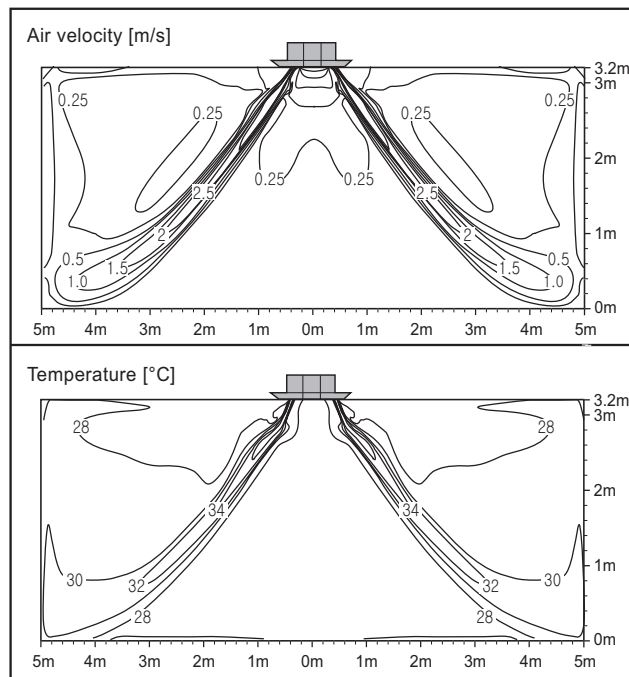 Air velocity [m/s]
3.2m
3m
0.25 0.25
0.25 0.25
2m
0.25 0.25
2.5 2.5
2 2
1m
0.5 0.5
1.5 1.5
1.0 1.0
0m
5m 4m 3m 2m 1m 0m 1m 2m 3m 4m 5m
Temperature [°C]
3.2m
3m
28 28
2m
34 34
1m
30 30
32 32
28 28
0m
5m 4m 3m 2m 1m 0m 1m 2m 3m 4m 5m